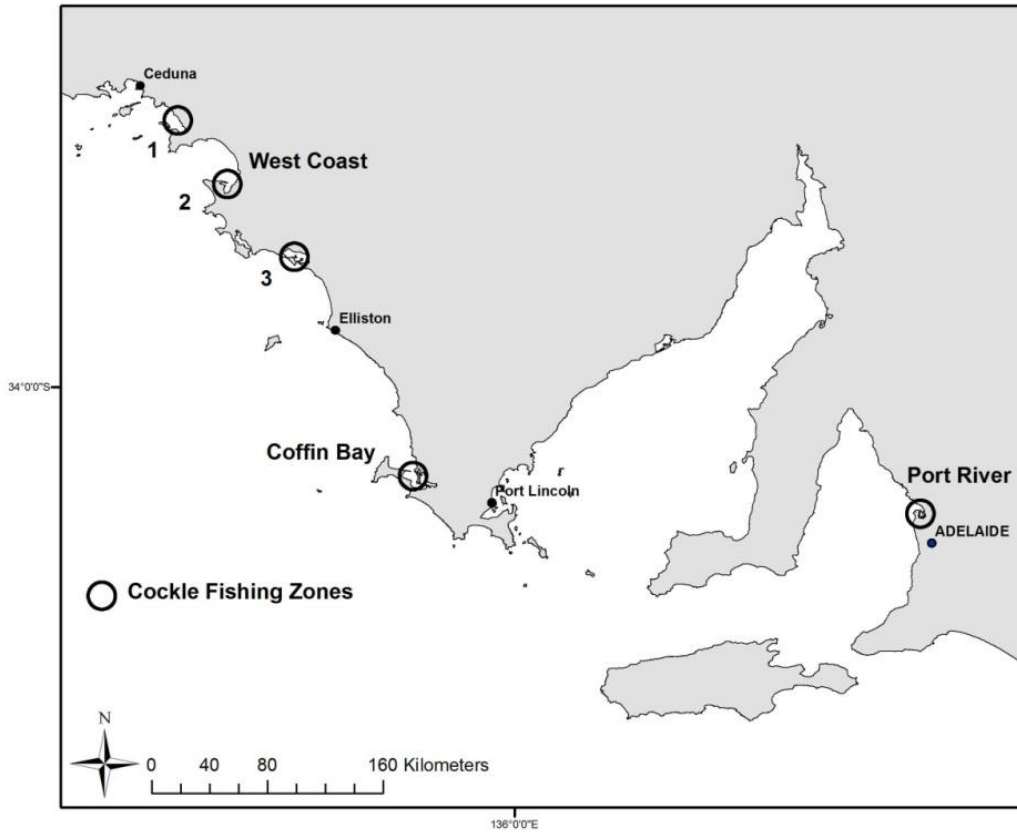 Ceduna
1
West Coast
2
3
Elliston
34°0'0"S
Coffin Bay
Port Lincoln
Port River
ADELAIDE
Cockle Fishing Zones
N
0 40 80 160 Kilometers
136°0'0"E